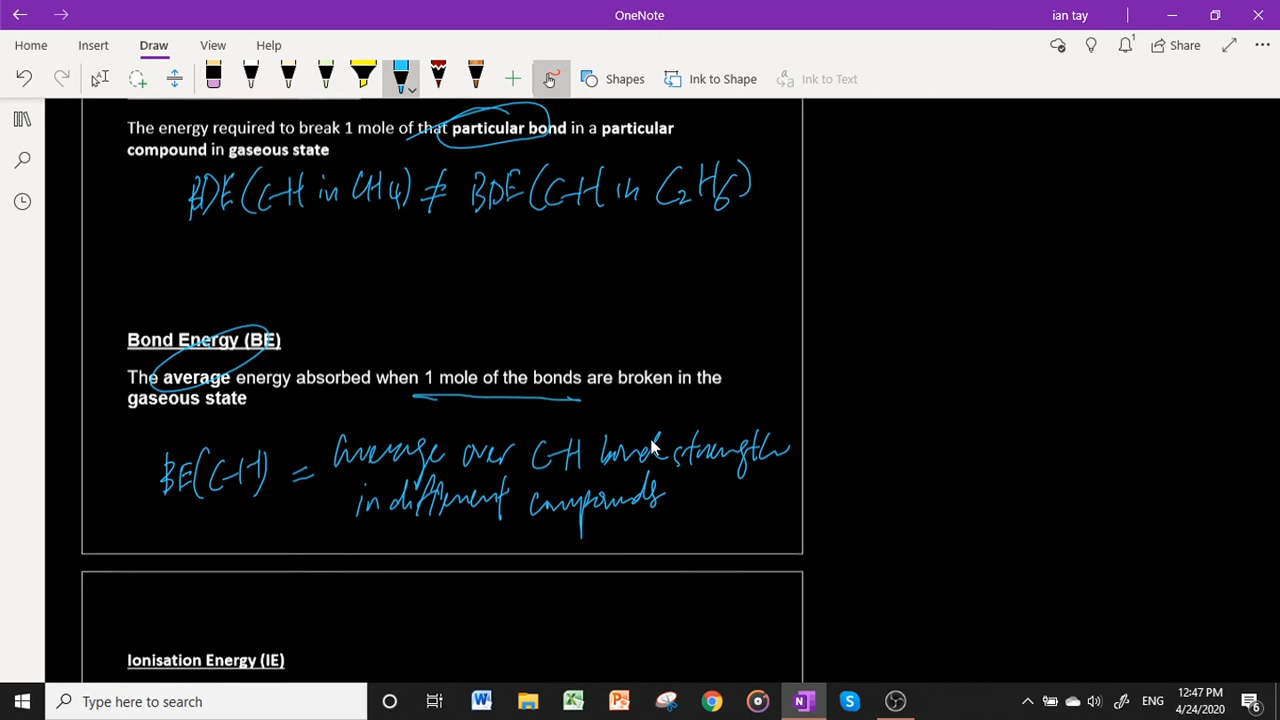 OneNote
ian tay
Home Insert Draw View Help
Share
Shapes Ink to Shape Ink to Text
The energy required to break 1 mole of that particular bond in a particular
compound in gaseous state
BDE(C-H in CH4) ≠ BDE(C-H in C2H6)
Bond Energy (BE)
The average energy absorbed when 1 mole of the bonds are broken in the
gaseous state
BE(C-H) = Average over C-H bond strength
in different compounds
Ionisation Energy (IE)
Type here to search
ENG
12:47 PM
4/24/2020
6